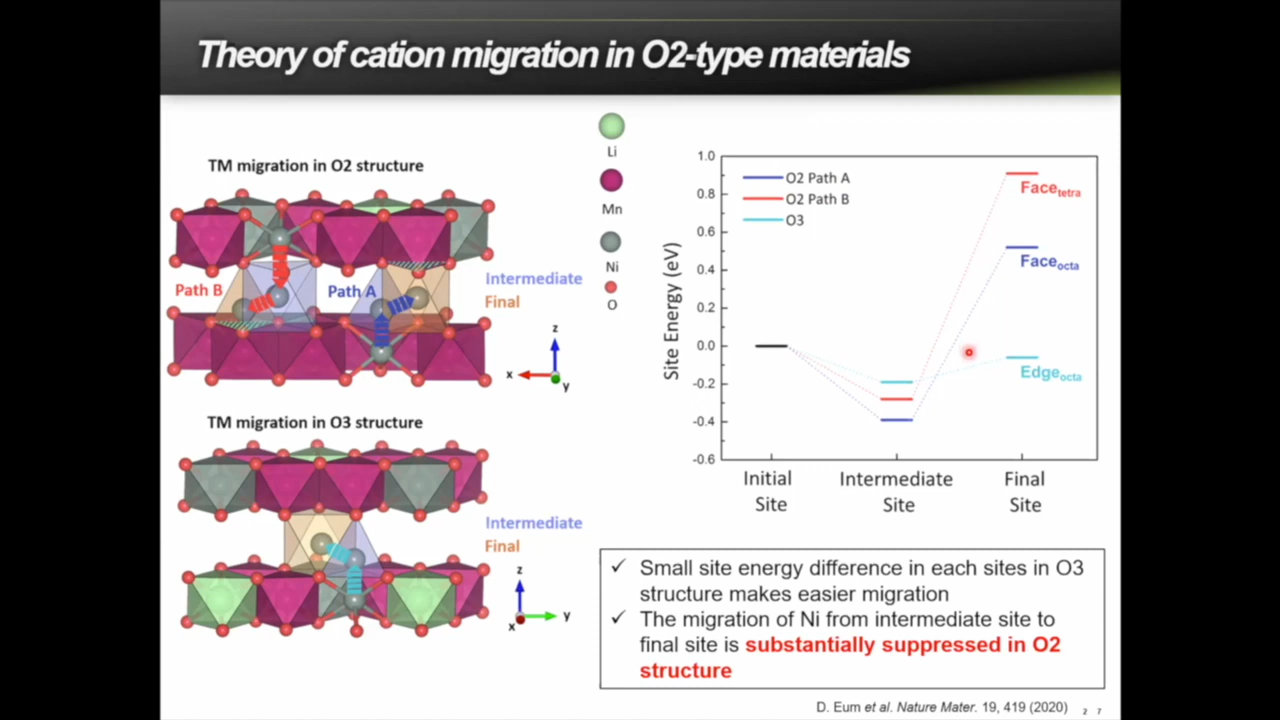 Theory of cation migration in O2-type materials
TM migration in O2 structure
Path B
Path A
Intermediate
Final
z
x
y
TM migration in O3 structure
Intermediate
Final
z
y
x
Li
Mn
Ni
O
Site Energy (eV)
1.0
0.8
0.6
0.4
0.2
0.0
-0.2
-0.4
-0.6
O2 Path A
O2 Path B
O3
Facetetra
Faceocta
Edgeocta
Initial
Site
Intermediate
Site
Final
Site
✓ Small site energy difference in each sites in O3
structure makes easier migration
✓ The migration of Ni from intermediate site to
final site is substantially suppressed in O2
structure
D. Eum et al. Nature Mater. 19, 419 (2020)
2 7